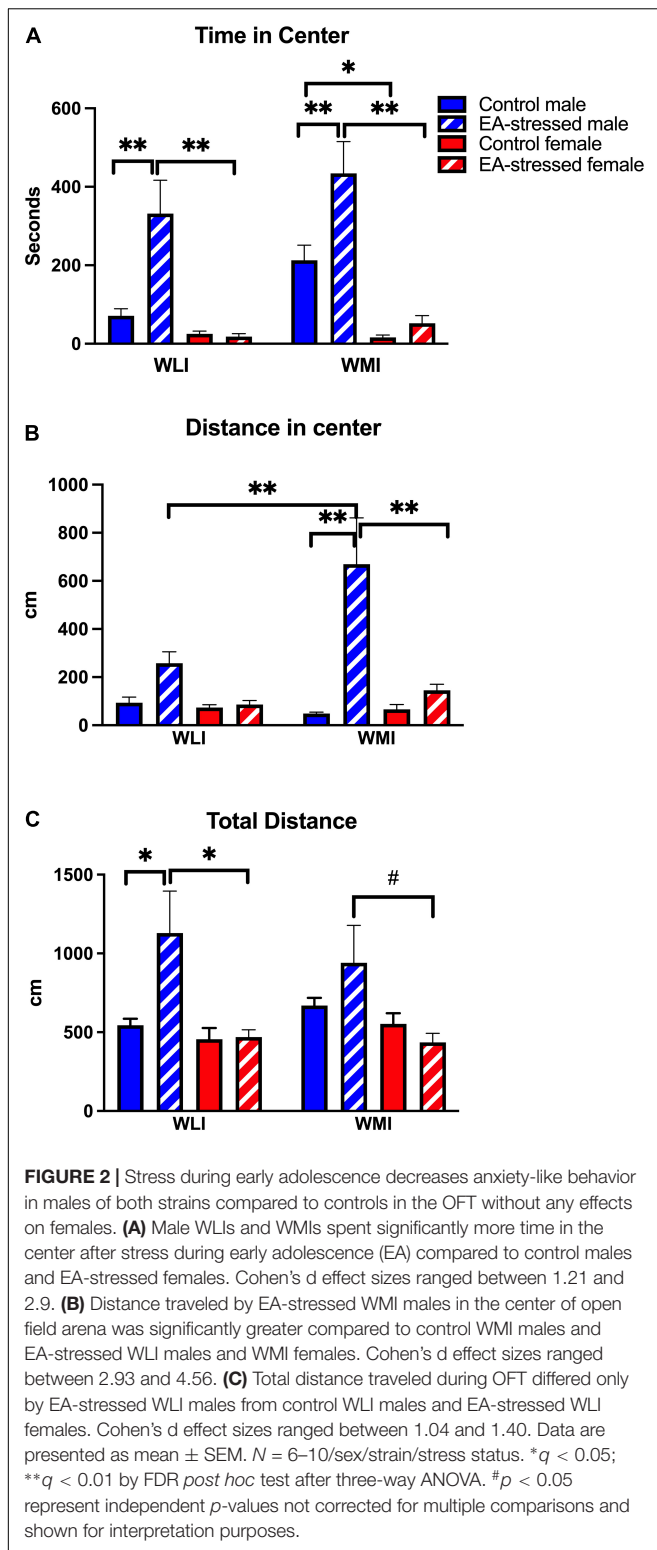 A
Time in Center
*
** ** ** **
Control male
EA-stressed male
Control female
EA-stressed female
600
400
200
0
Seconds
WLI WMI
B
Distance in center
**
** **
1000
800
600
400
200
0
cm
WLI WMI
C
Total Distance
* * #
1500
1000
500
0
cm
WLI WMI
FIGURE 2 | Stress during early adolescence decreases anxiety-like behavior
in males of both strains compared to controls in the OFT without any effects
on females. (A) Male WLIs and WMIs spent significantly more time in the
center after stress during early adolescence (EA) compared to control males
and EA-stressed females. Cohen's d effect sizes ranged between 1.21 and
2.9. (B) Distance traveled by EA-stressed WMI males in the center of open
field arena was significantly greater compared to control WMI males and
EA-stressed WLI males and WMI females. Cohen's d effect sizes ranged
between 2.93 and 4.56. (C) Total distance traveled during OFT differed only
by EA-stressed WLI males from control WLI males and EA-stressed WLI
females. Cohen's d effect sizes ranged between 1.04 and 1.40. Data are
presented as mean ± SEM. N = 6–10/sex/strain/stress status. *q < 0.05;
**q < 0.01 by FDR post hoc test after three-way ANOVA. #p < 0.05
represent independent p-values not corrected for multiple comparisons and
shown for interpretation purposes.